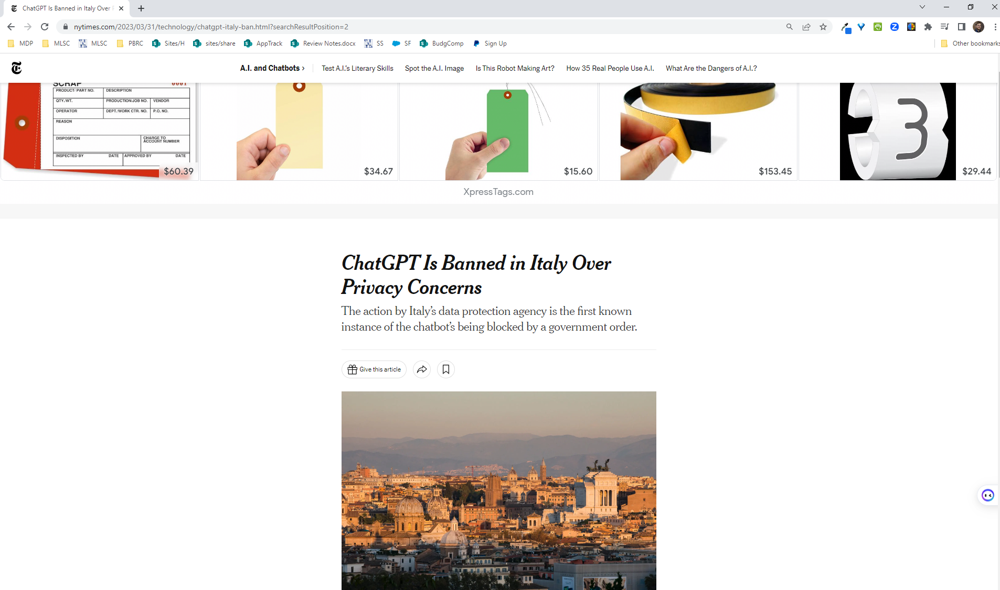 ChatGPT Is Banned in Italy Over
nytimes.com/2023/03/31/technology/chatgpt-italy-ban.html?searchResultPosition=2
MDP MLSC MLSC PBRC Sites/H sites/share AppTrack Review Notes.docx SS SF BudgComp Sign Up Other bookmarks
A.I. and Chatbots › Test A.I.’s Literary Skills Spot the A.I. Image Is This Robot Making Art? How 35 Real People Use A.I. What Are the Dangers of A.I.?
SCRAP 0001
PRODUCT/ PART NO. DESCRIPTION
QTY./WT. PRODUCTION/JOB NO. VENDOR
OPERATOR DEPT./WORK CTR. NO. P.O. NO.
REASON
DISPOSITION CHARGE TO
ACCOUNT NUMBER
INSPECTED BY DATE APPROVED BY DATE
3
$60.39 $34.67 $15.60 $153.45 $29.44
XpressTags.com
ChatGPT Is Banned in Italy Over
Privacy Concerns
The action by Italy’s data protection agency is the first known
instance of the chatbot’s being blocked by a government order.
Give this article